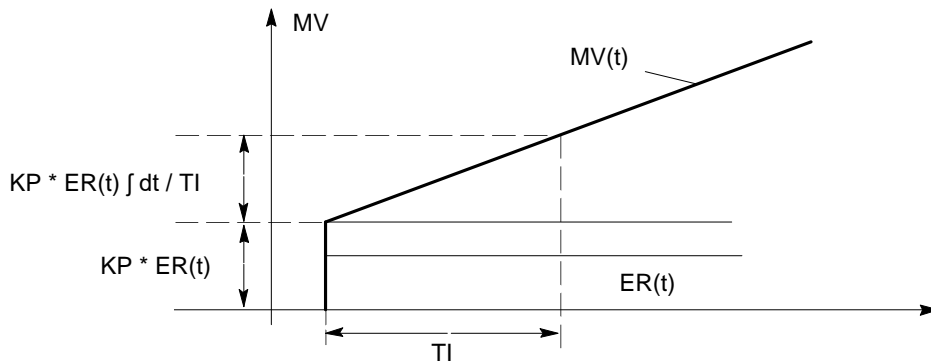 MV
MV(t)
KP * ER(t) ∫ dt / TI
KP * ER(t)
ER(t)
TI